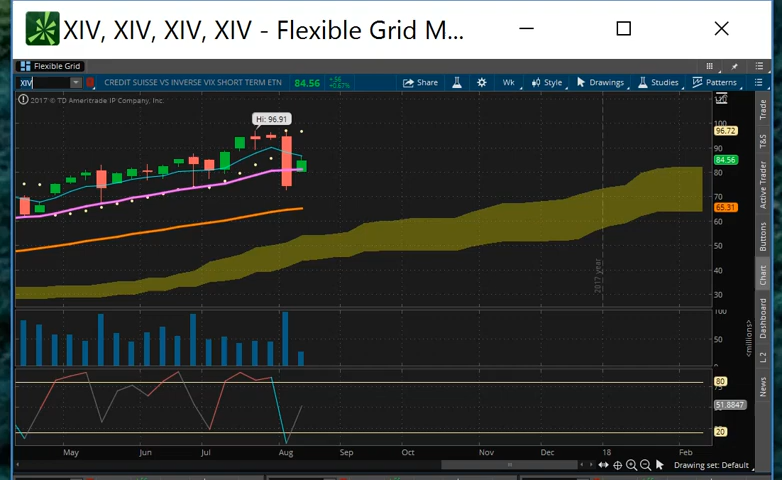 XIV, XIV, XIV, XIV - Flexible Grid M...
Flexible Grid
XIV
CREDIT SUISSE VS INVERSE VIX SHORT TERM ETN
84.56
+0.67%
Share
Wk
Style
Drawings
Studies
Patterns
© 2017 © TD Ameritrade IP Company, Inc.
Hi: 96.91
100
96.72
90
84.56
80
70
65.31
60
50
40
30
2017 year
100
50
<millions>
80
51.8847
20
May
Jun
Jul
Aug
Sep
Oct
Nov
Dec
18
Feb
Drawing set: Default
Trade
T&S
Active Trader
Buttons
Chart
Dashboard
L 2
News